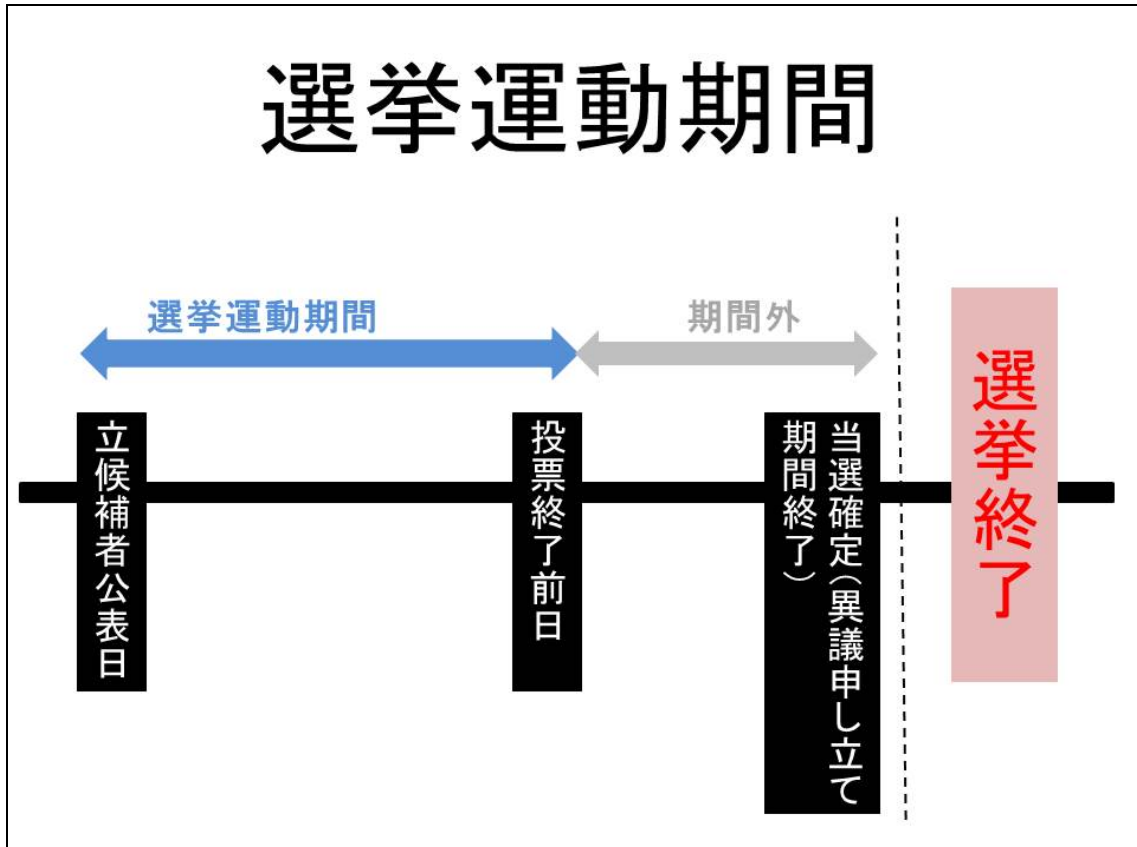 選挙運動期間
選挙運動期間
期間外
立候補者公表日
投票終了前日
当選確定(異議申し立て
期間終了)
選挙終了